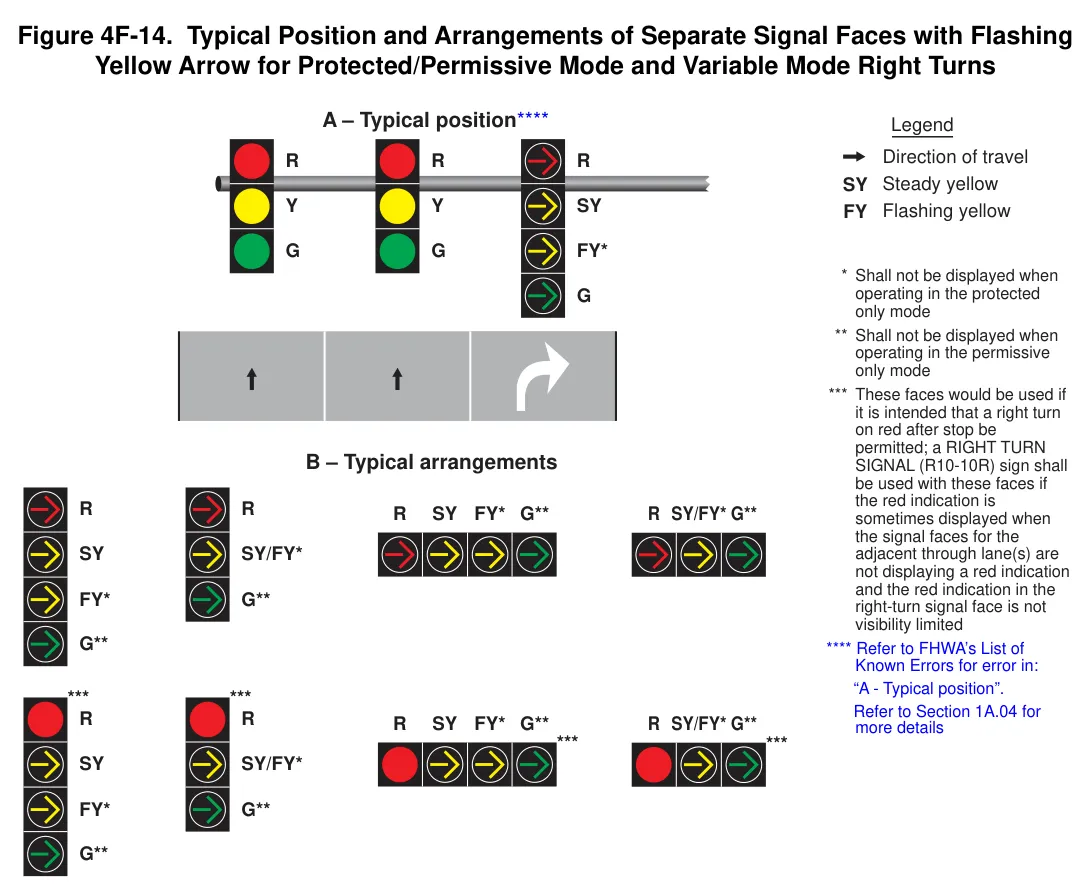 Figure 4F-14.  Typical Position and Arrangements of Separate Signal Faces with Flashing
Yellow Arrow for Protected/Permissive Mode and Variable Mode Right Turns
A – Typical position****
R
Y
G
R
Y
G
R
SY
FY*
G
Legend
Direction of travel
SY Steady yellow
FY Flashing yellow
* Shall not be displayed when
operating in the protected
only mode
** Shall not be displayed when
operating in the permissive
only mode
*** These faces would be used if
it is intended that a right turn
on red after stop be
permitted; a RIGHT TURN
SIGNAL (R10-10R) sign shall
be used with these faces if
the red indication is
sometimes displayed when
the signal faces for the
adjacent through lane(s) are
not displaying a red indication
and the red indication in the
right-turn signal face is not
visibility limited
**** Refer to FHWA's List of
Known Errors for error in:
“A - Typical position”.
Refer to Section 1A.04 for
more details
B – Typical arrangements
R
SY
FY*
G**
R
SY/FY*
G**
R SY FY* G**
R SY/FY* G**
***
R
SY
FY*
G**
***
R
SY/FY*
G**
R SY FY* G**
***
R SY/FY* G**
***